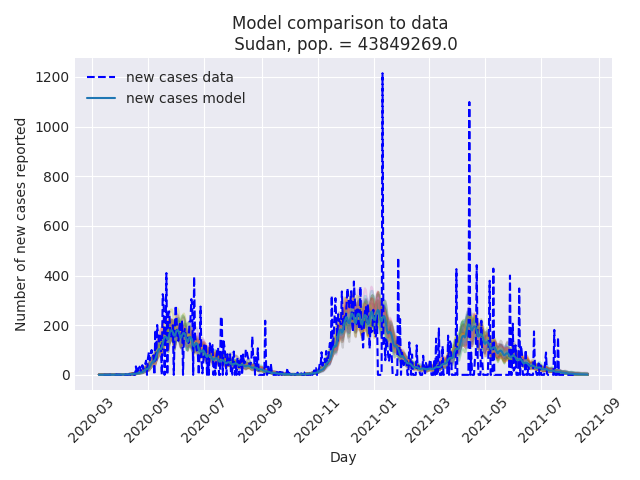 Model comparison to data
Sudan, pop. = 43849269.0
new cases data
new cases model
Number of new cases reported
1200
1000
800
600
400
200
0
2020-03
2020-05
2020-07
2020-09
2020-11
2021-01
2021-03
2021-05
2021-07
2021-09
Day